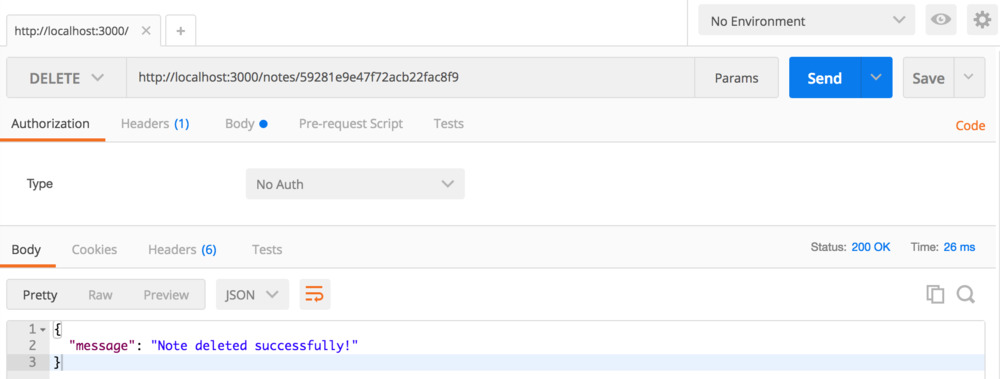 http://localhost:3000/ × + No Environment
DELETE http://localhost:3000/notes/59281e9e47f72acb22fac8f9 Params Send Save
Authorization Headers (1) Body Pre-request Script Tests Code
Type No Auth
Body Cookies Headers (6) Tests Status: 200 OK Time: 26 ms
Pretty Raw Preview JSON
1 {
2 "message": "Note deleted successfully!"
3 }